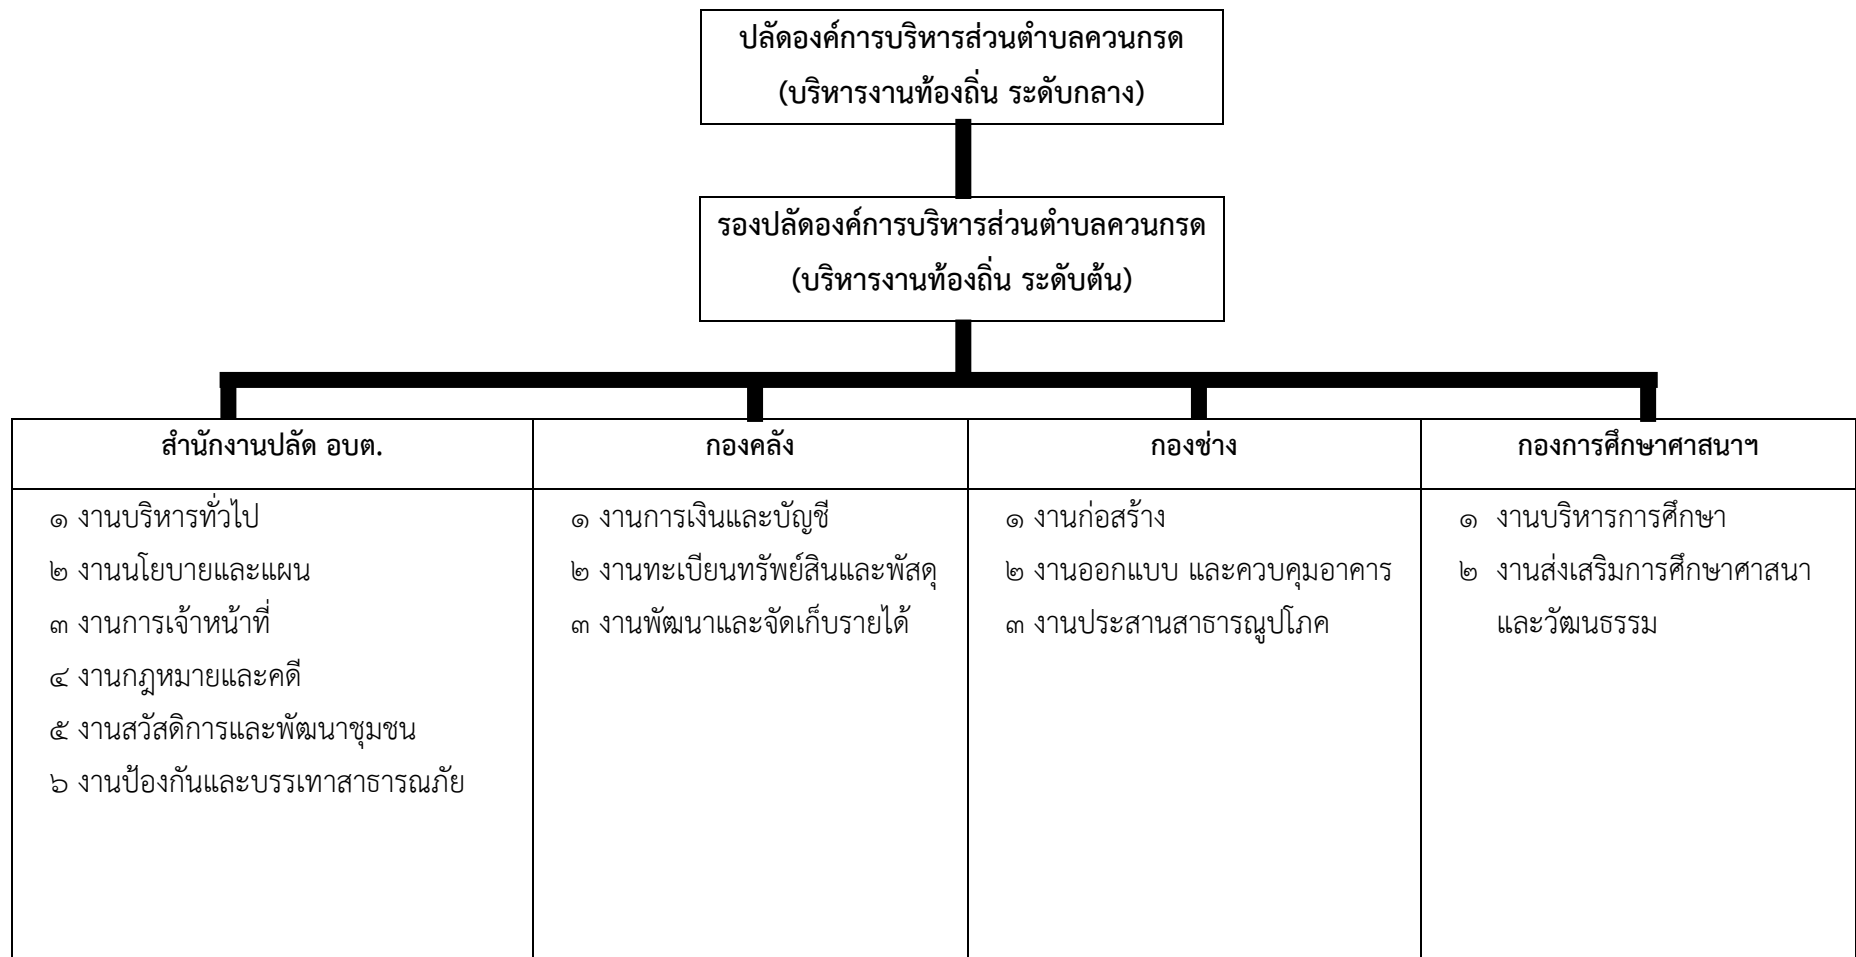 ปลัดองค์การบริหารส่วนตำบลควนกรด
(บริหารงานท้องถิ่น ระดับกลาง)
รองปลัดองค์การบริหารส่วนตำบลควนกรด
(บริหารงานท้องถิ่น ระดับต้น)
สำนักงานปลัด อบต.
๑ งานบริหารทั่วไป
๒ งานนโยบายและแผน
๓ งานการเจ้าหน้าที่
๔ งานกฎหมายและคดี
๕ งานสวัสดิการและพัฒนาชุมชน
๖ งานป้องกันและบรรเทาสาธารณภัย
กองคลัง
๑ งานการเงินและบัญชี
๒ งานทะเบียนทรัพย์สินและพัสดุ
๓ งานพัฒนาและจัดเก็บรายได้
กองช่าง
๑ งานก่อสร้าง
๒ งานออกแบบ และควบคุมอาคาร
๓ งานประสานสาธารณูปโภค
กองการศึกษาศาสนาฯ
๑ งานบริหารการศึกษา
๒ งานส่งเสริมการศึกษาศาสนา
และวัฒนธรรม